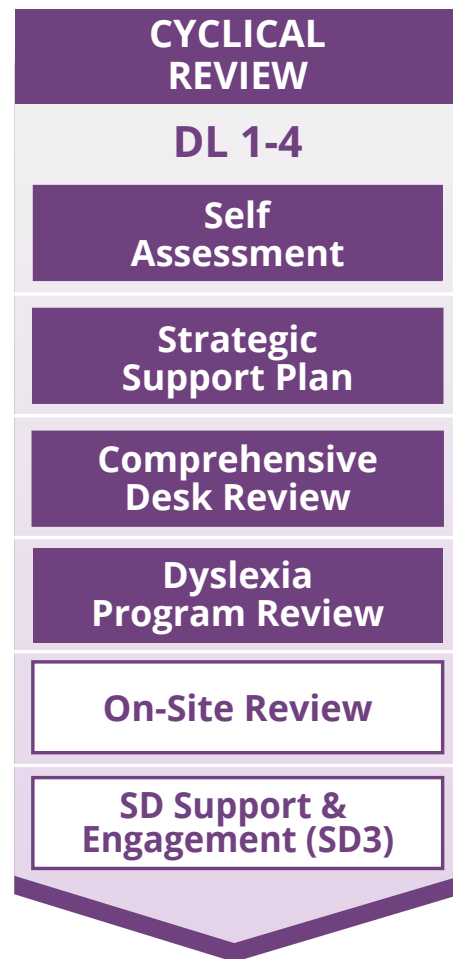 CYCLICAL
REVIEW
DL 1-4
Self
Assessment
Strategic
Support Plan
Comprehensive
Desk Review
Dyslexia
Program Review
On-Site Review
SD Support &
Engagement (SD3)